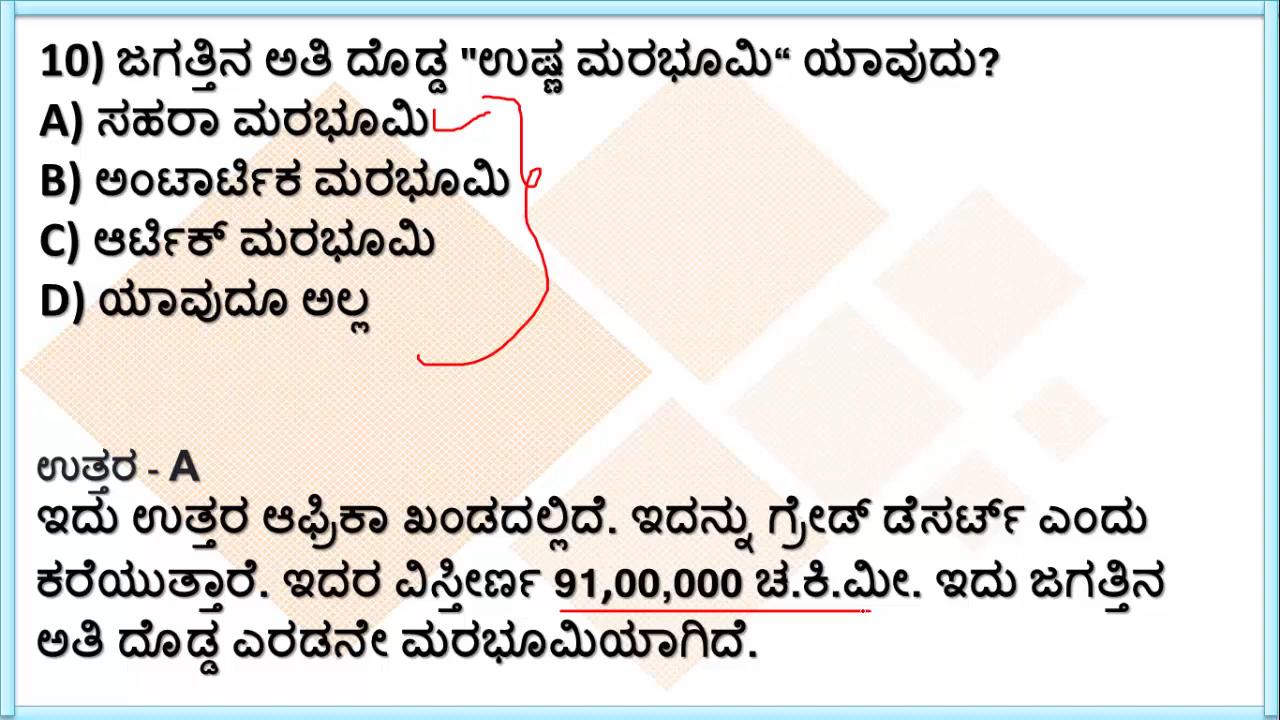 10) ಜಗತ್ತಿನ ಅತಿ ದೊಡ್ಡ "ಉಷ್ಣ ಮರಭೂಮಿ“ ಯಾವುದು?
A) ಸಹರಾ ಮರಭೂಮಿ
B) ಅಂಟಾರ್ಟಿಕ ಮರಭೂಮಿ
C) ಆರ್ಟಿಕ್ ಮರಭೂಮಿ
D) ಯಾವುದೂ ಅಲ್ಲ
ಉತ್ತರ - A
ಇದು ಉತ್ತರ ಆಫ್ರಿಕಾ ಖಂಡದಲ್ಲಿದೆ. ಇದನ್ನು ಗ್ರೇಡ್ ಡೆಸರ್ಟ್ ಎಂದು
ಕರೆಯುತ್ತಾರೆ. ಇದರ ವಿಸ್ತೀರ್ಣ 91,00,000 ಚ.ಕಿ.ಮೀ. ಇದು ಜಗತ್ತಿನ
ಅತಿ ದೊಡ್ಡ ಎರಡನೇ ಮರಭೂಮಿಯಾಗಿದೆ.